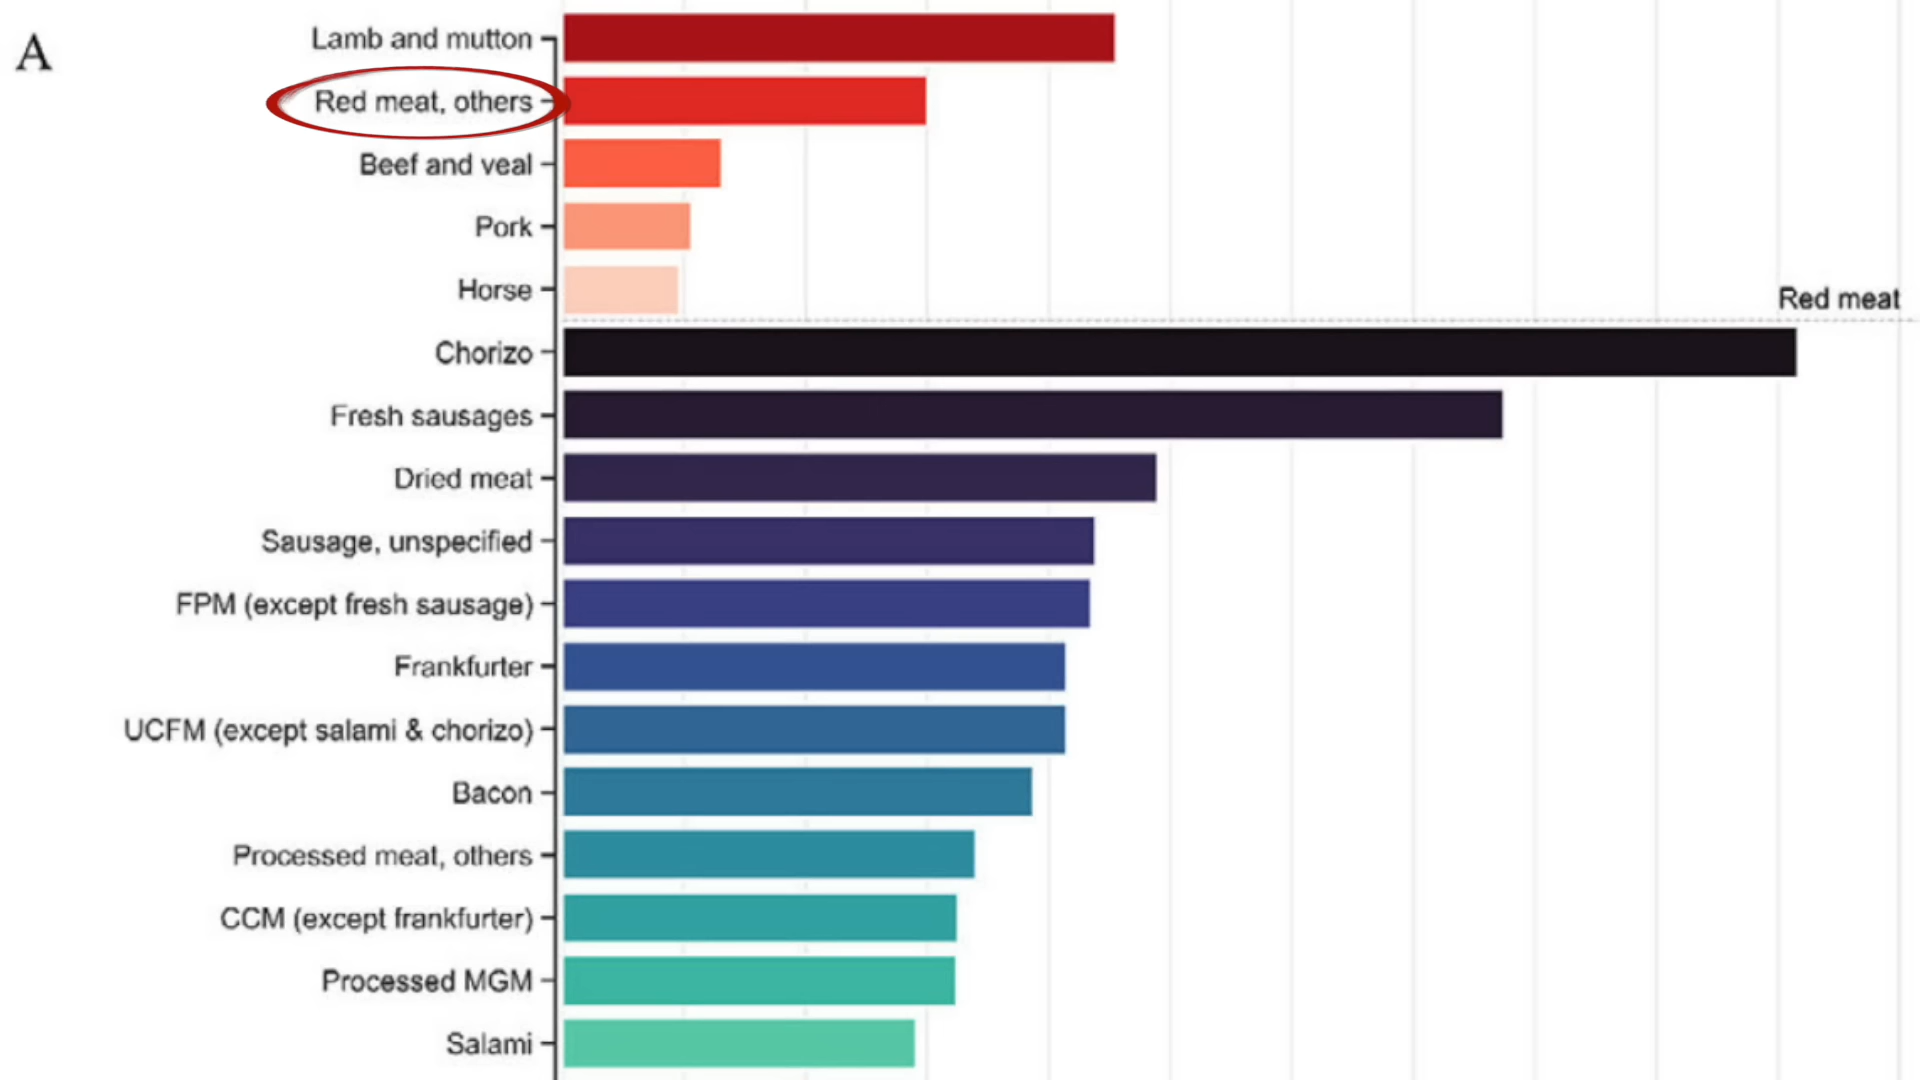 A
Lamb and mutton
Red meat, others
Beef and veal
Pork
Horse
Red meat
Chorizo
Fresh sausages
Dried meat
Sausage, unspecified
FPM (except fresh sausage)
Frankfurter
UCFM (except salami & chorizo)
Bacon
Processed meat, others
CCM (except frankfurter)
Processed MGM
Salami